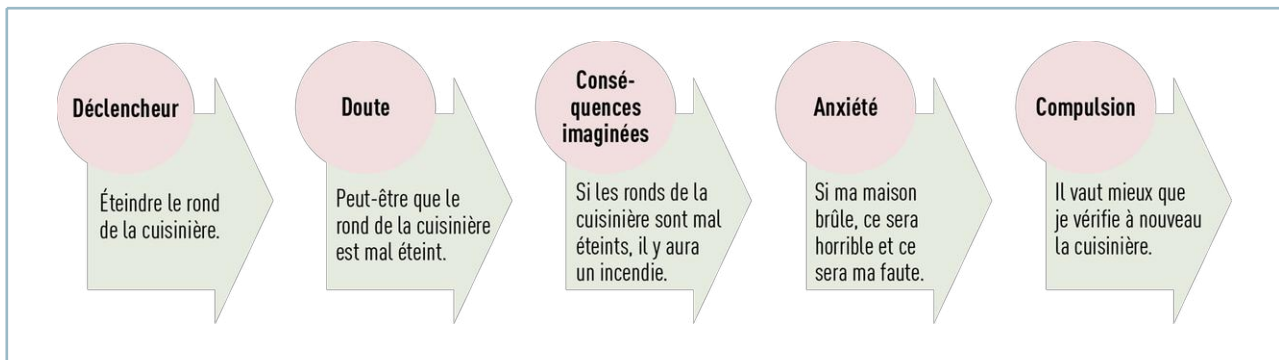 Déclencheur
Éteindre le rond
de la cuisinière.
Doute
Peut-être que le
rond de la cuisinière
est mal éteint.
Consé-
quences
imaginées
Si les ronds de la
cuisinière sont mal
éteints, il y aura
un incendie.
Anxiété
Si ma maison
brûle, ce sera
horrible et ce
sera ma faute.
Compulsion
Il vaut mieux que
je vérifie à nouveau
la cuisinière.